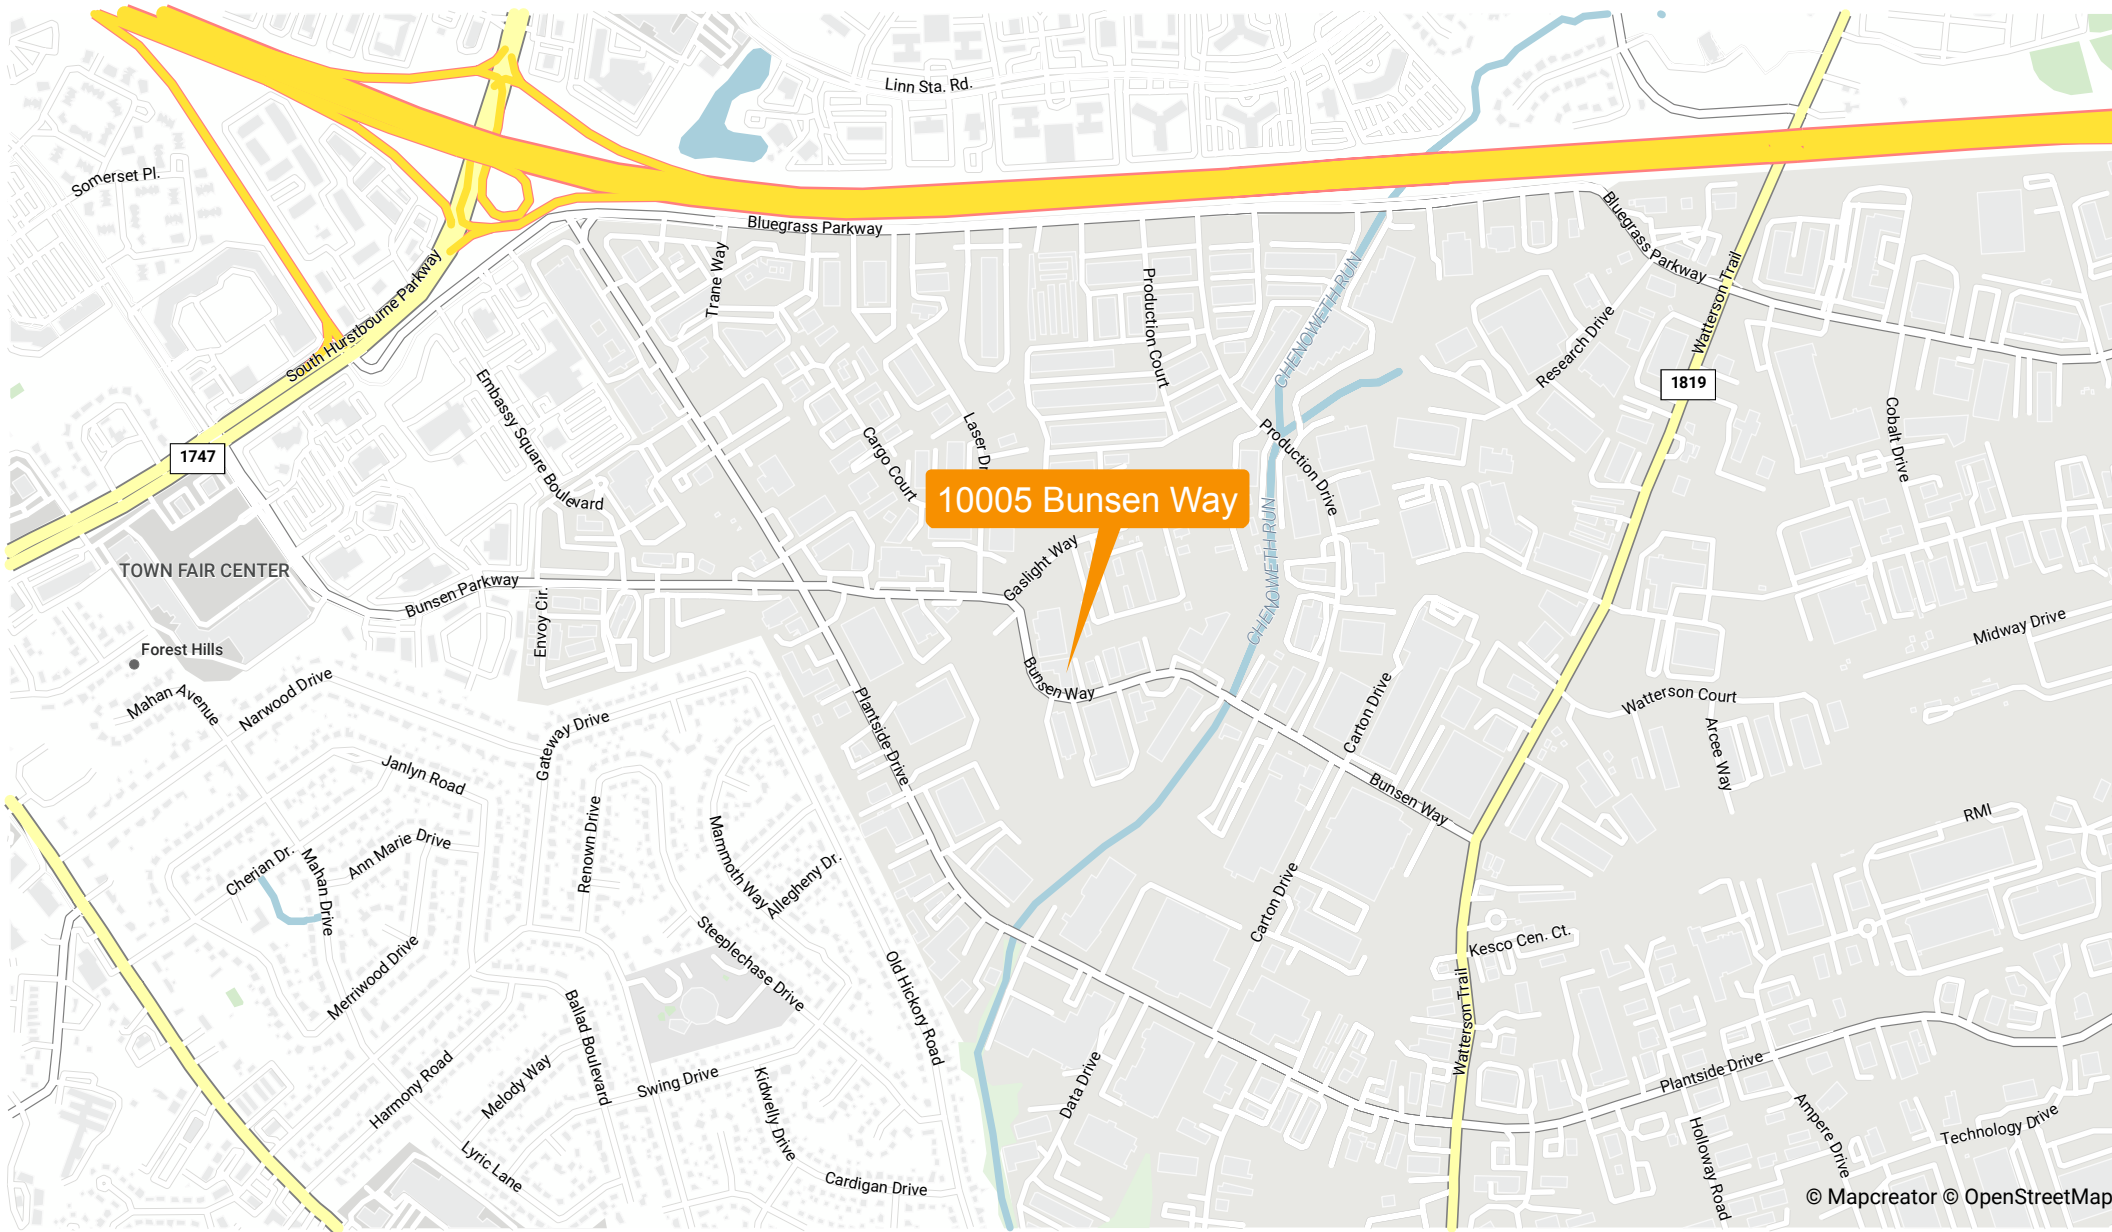 Linn Sta. Rd.
Somerset Pl.
Bluegrass Parkway
Bluegrass Parkway
South Hurstbourne Parkway
Trane Way
Production Court
CHENOWETH RUN
Watterson Trail
Research Drive
1819
Embassy Square Boulevard
Cargo Court
Laser Dr
Production Drive
Cobalt Drive
1747
10005 Bunsen Way
TOWN FAIR CENTER
Bunsen Parkway
Envoy Cir.
Gaslight Way
CHENOWETH RUN
Midway Drive
Forest Hills
Mahan Avenue
Narwood Drive
Bunsen Way
Plantside Drive
Gateway Drive
Carton Drive
Watterson Court
Arcee Way
Janlyn Road
Bunsen Way
RMI
Renown Drive
Mammoth Way
Allegheny Dr.
Cherian Dr.
Mahan Drive
Ann Marie Drive
Carton Drive
Kesco Cen. Ct.
Merriwood Drive
Steeplechase Drive
Old Hickory Road
Watterson Trail
Ballad Boulevard
Harmony Road
Melody Way
Swing Drive
Kidwelly Drive
Data Drive
Plantside Drive
Ampere Drive
Technology Drive
Holloway Road
Lyric Lane
Cardigan Drive
© Mapcreator © OpenStreetMap